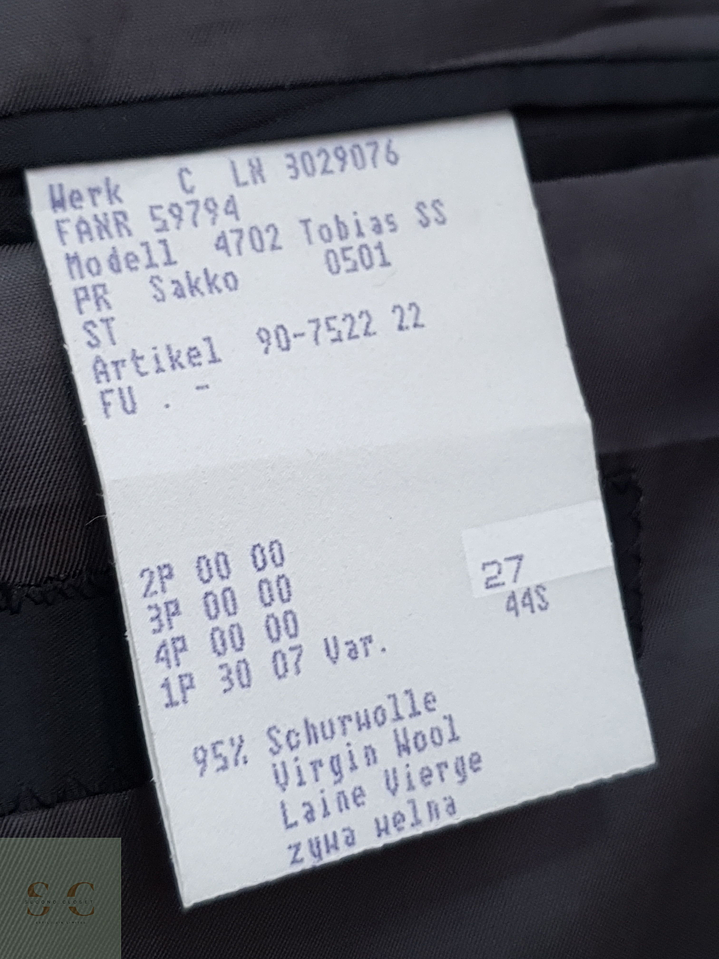 Werk C LN 3029076
FANR 59794
Modell 4702 Tobias SS
PR Sakko 0501
ST
Artikel 90-7522 22
FU . -
2P 00 00
3P 00 00
4P 00 00
1P 30 07 Var.
27
44S
95% Schurwolle
Virgin Wool
Laine Vierge
zywa welna
SC